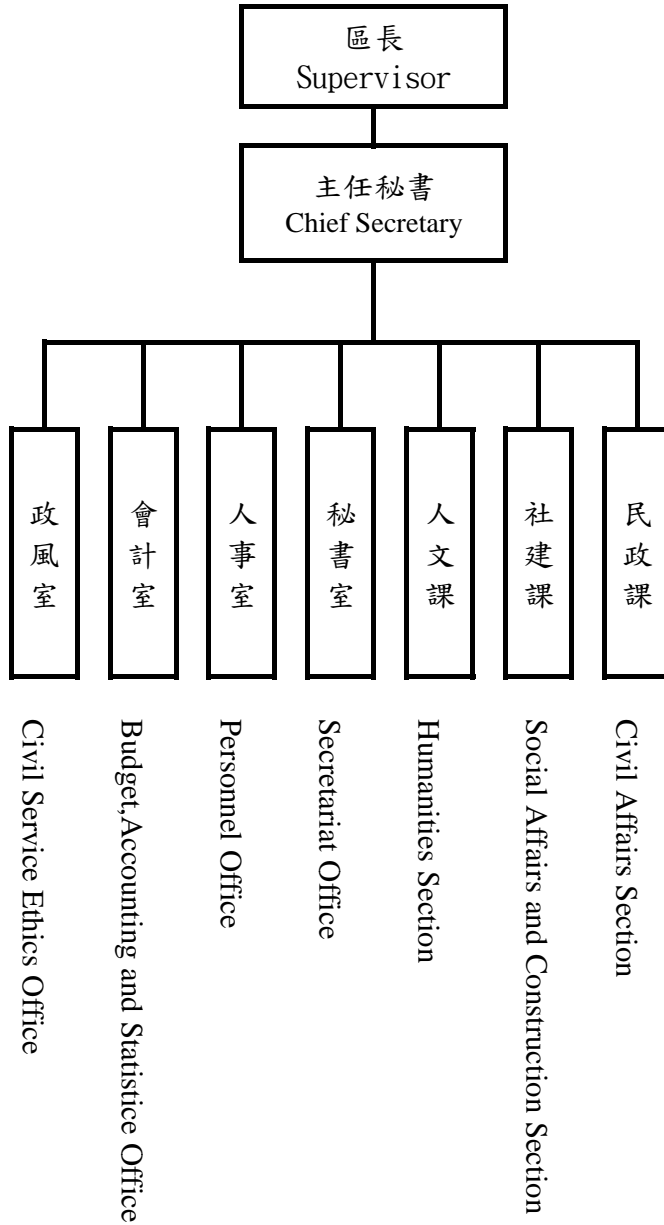 區長
Supervisor
主任秘書
Chief Secretary
政風室
會計室
人事室
秘書室
人文課
社建課
民政課
Civil Service Ethics Office
Budget,Accounting and Statistice Office
Personnel Office
Secretariat Office
Humanities Section
Social Affairs and Construction Section
Civil Affairs Section